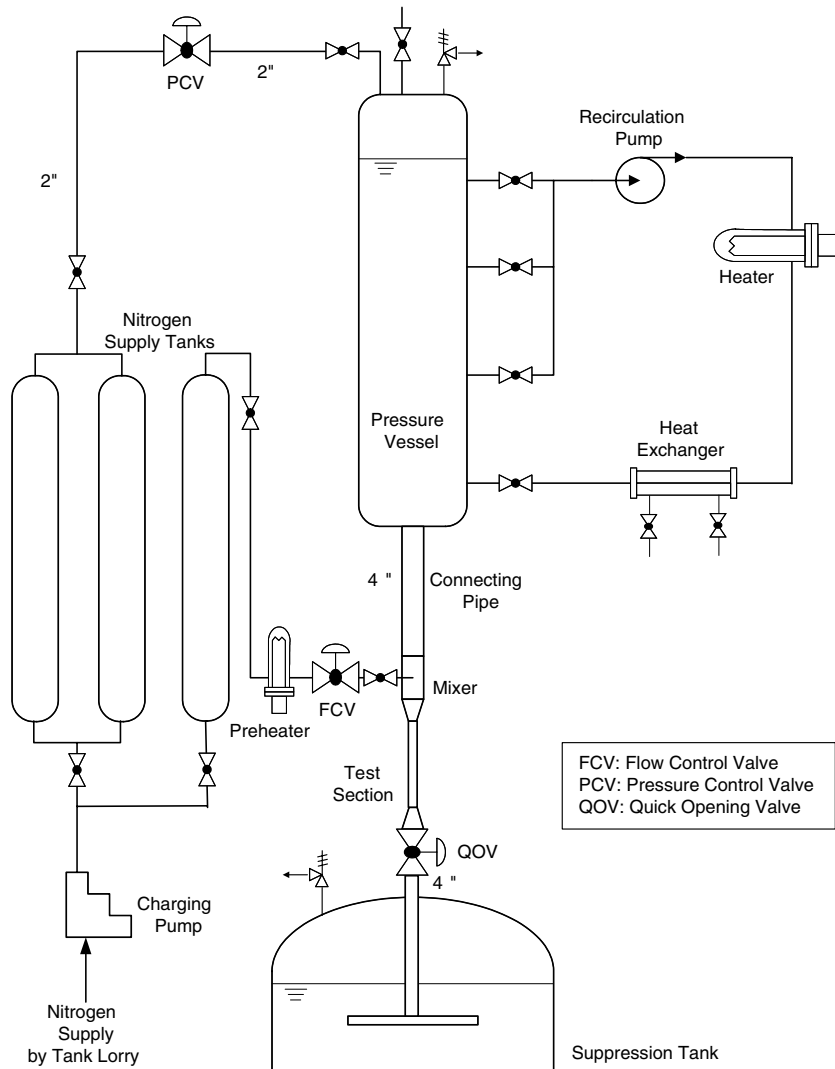 PCV
2"
2"
Recirculation
Pump
Heater
Nitrogen
Supply Tanks
Pressure
Vessel
Heat
Exchanger
4 "
Connecting
Pipe
Mixer
FCV
Preheater
Test
Section
FCV: Flow Control Valve
PCV: Pressure Control Valve
QOV: Quick Opening Valve
QOV
4 "
Charging
Pump
Nitrogen
Supply
by Tank Lorry
Suppression Tank